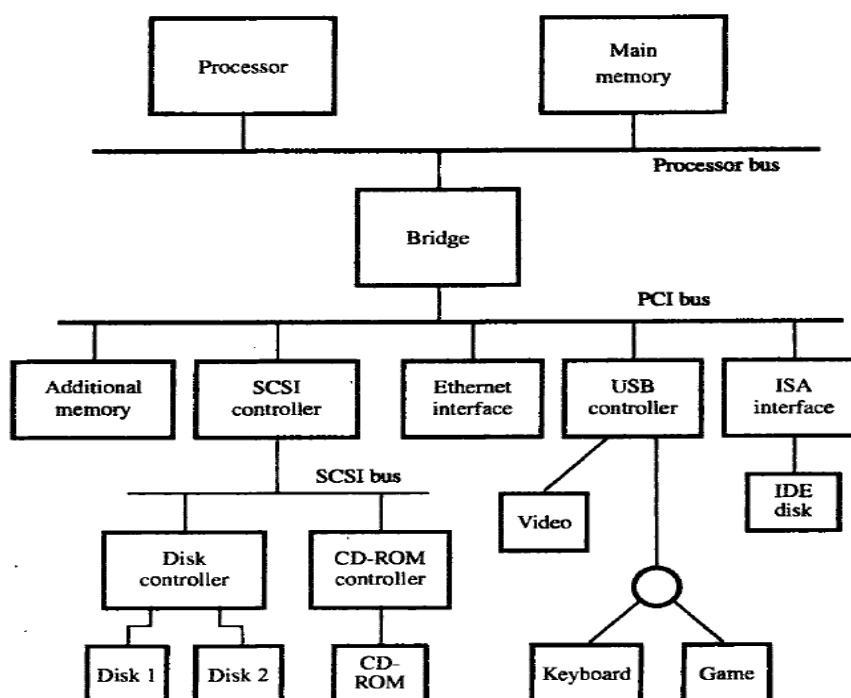 Processor
Main
memory
Processor bus
Bridge
PCI bus
Additional
memory
SCSI
controller
Ethernet
interface
USB
controller
ISA
interface
SCSI bus
Disk
controller
CD-ROM
controller
Video
IDE
disk
Disk 1
Disk 2
CD-
ROM
Keyboard
Game